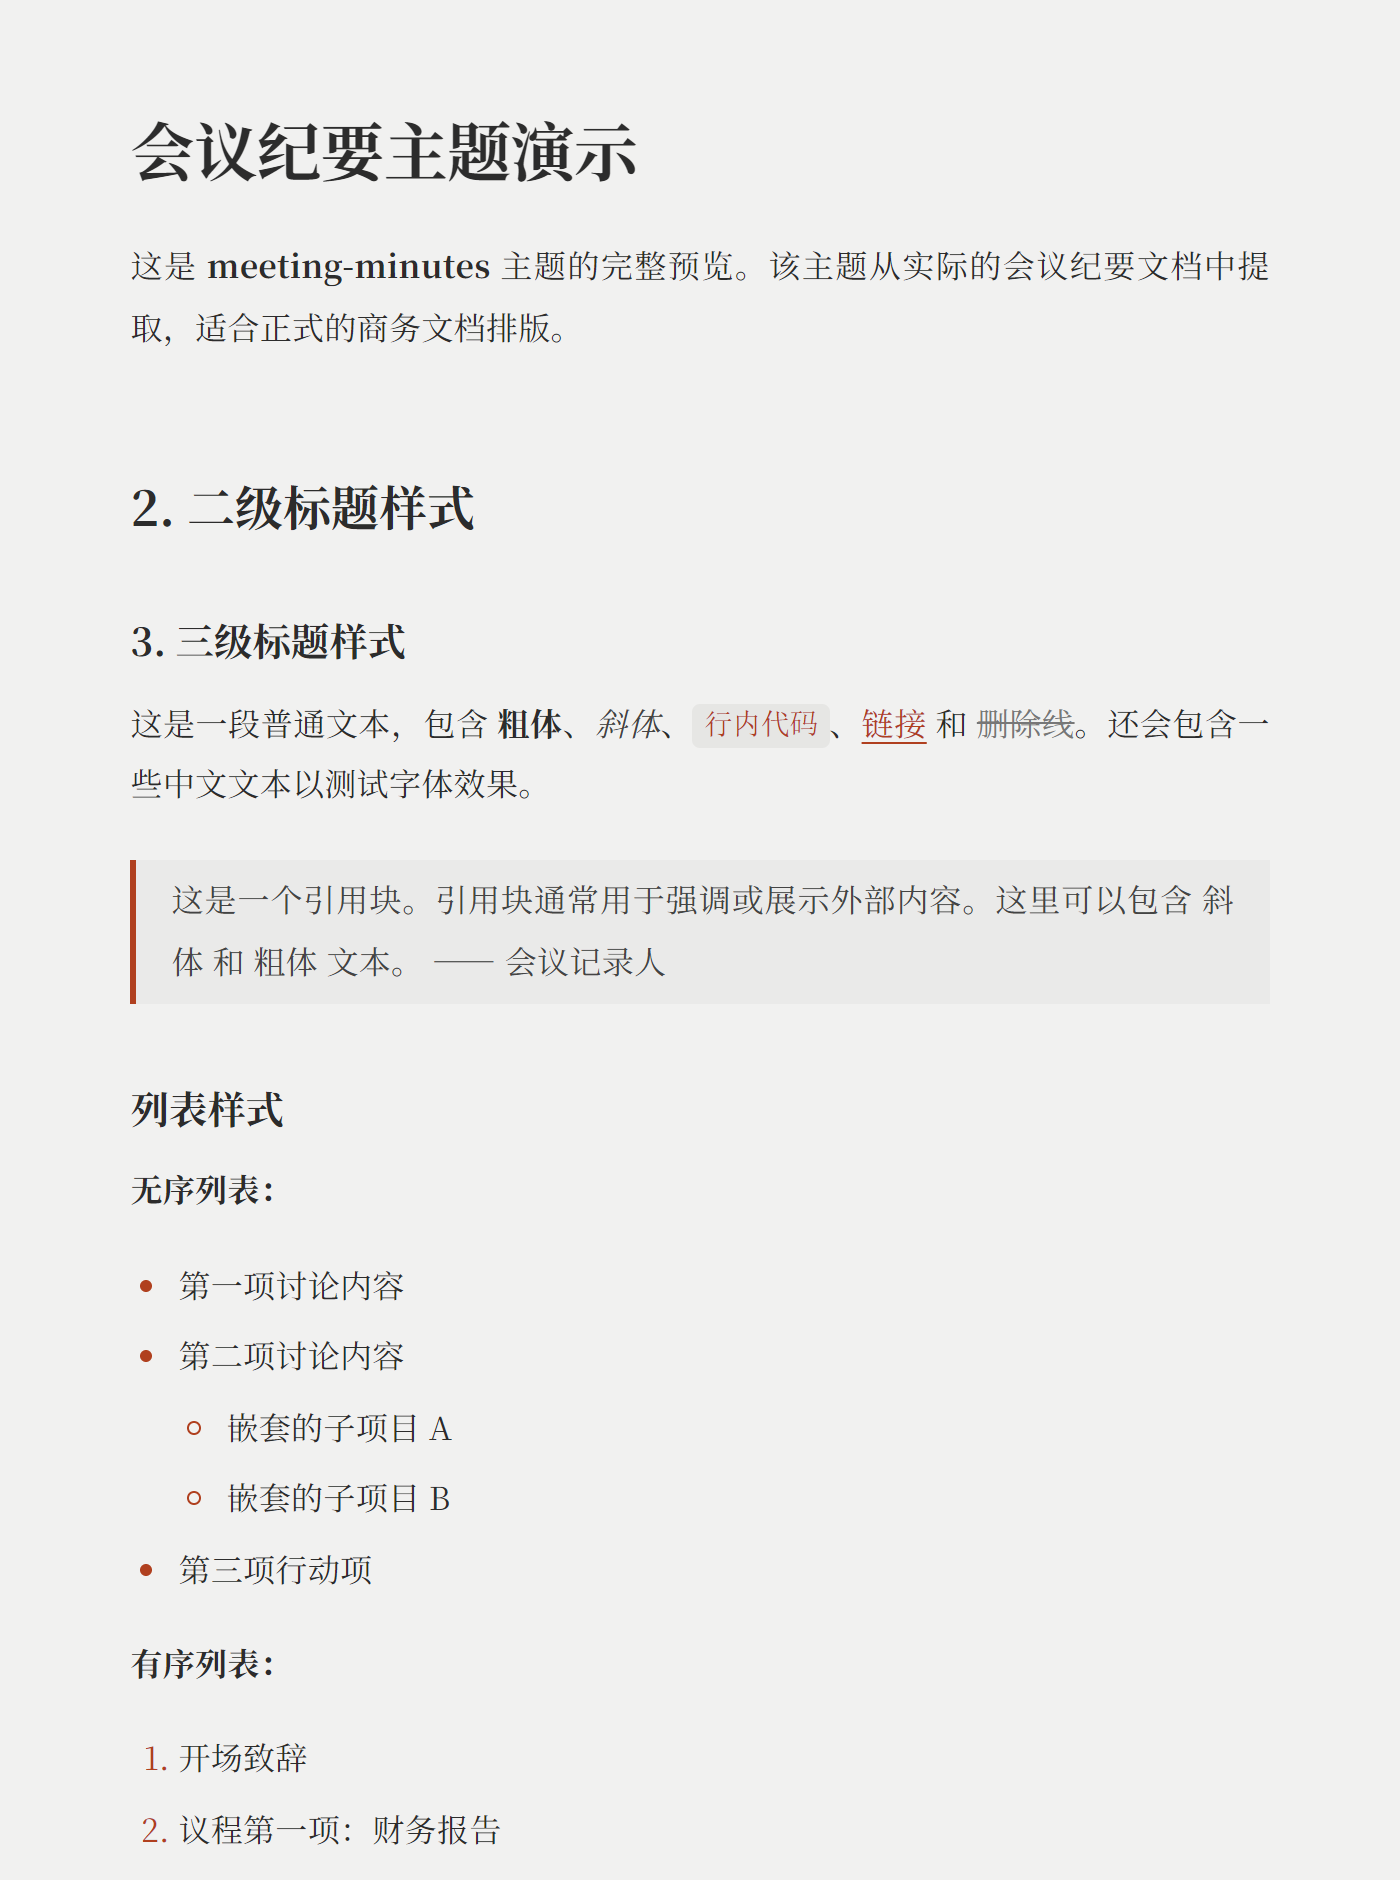 会议纪要主题演示
这是 meeting-minutes 主题的完整预览。该主题从实际的会议纪要文档中提
取，适合正式的商务文档排版。
2. 二级标题样式
3. 三级标题样式
这是一段普通文本，包含 粗体、斜体、行内代码、链接 和 删除线。还会包含一
些中文文本以测试字体效果。
这是一个引用块。引用块通常用于强调或展示外部内容。这里可以包含 斜
体 和 粗体 文本。 —— 会议记录人
列表样式
无序列表：
• 第一项讨论内容
• 第二项讨论内容
◦ 嵌套的子项目 A
◦ 嵌套的子项目 B
• 第三项行动项
有序列表：
1. 开场致辞
2. 议程第一项：财务报告